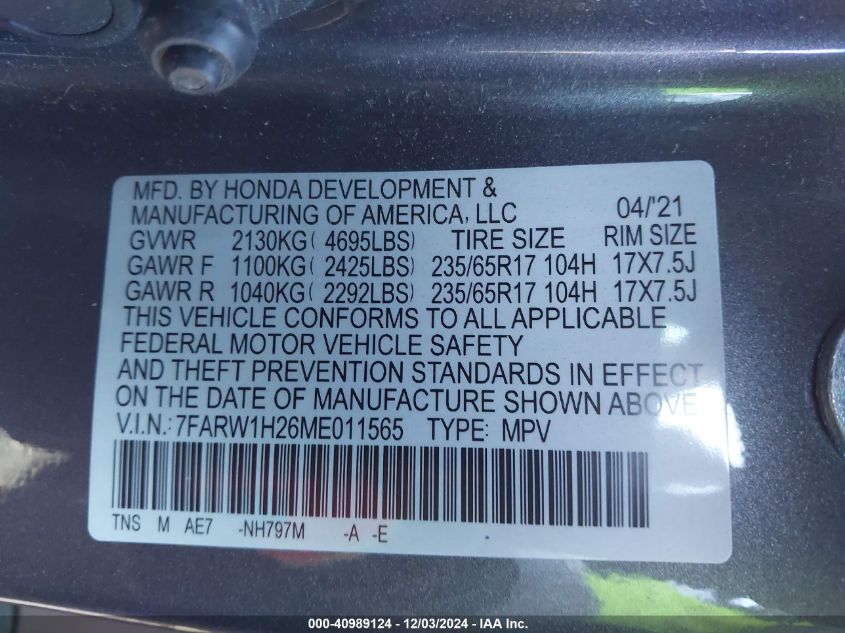 MFD. BY HONDA DEVELOPMENT &
MANUFACTURING OF AMERICA, LLC 04/'21
GVWR 2130KG( 4695LBS) TIRE SIZE RIM SIZE
GAWR F 1100KG( 2425LBS) 235/65R17 104H 17X7.5J
GAWR R 1040KG( 2292LBS) 235/65R17 104H 17X7.5J
THIS VEHICLE CONFORMS TO ALL APPLICABLE
FEDERAL MOTOR VEHICLE SAFETY
AND THEFT PREVENTION STANDARDS IN EFFECT
ON THE DATE OF MANUFACTURE SHOWN ABOVE
V.I.N.:7FARW1H26ME011565 TYPE: MPV
TNS M AE7 -NH797M -A -E
000-40989124 - 12/03/2024 - IAA Inc.